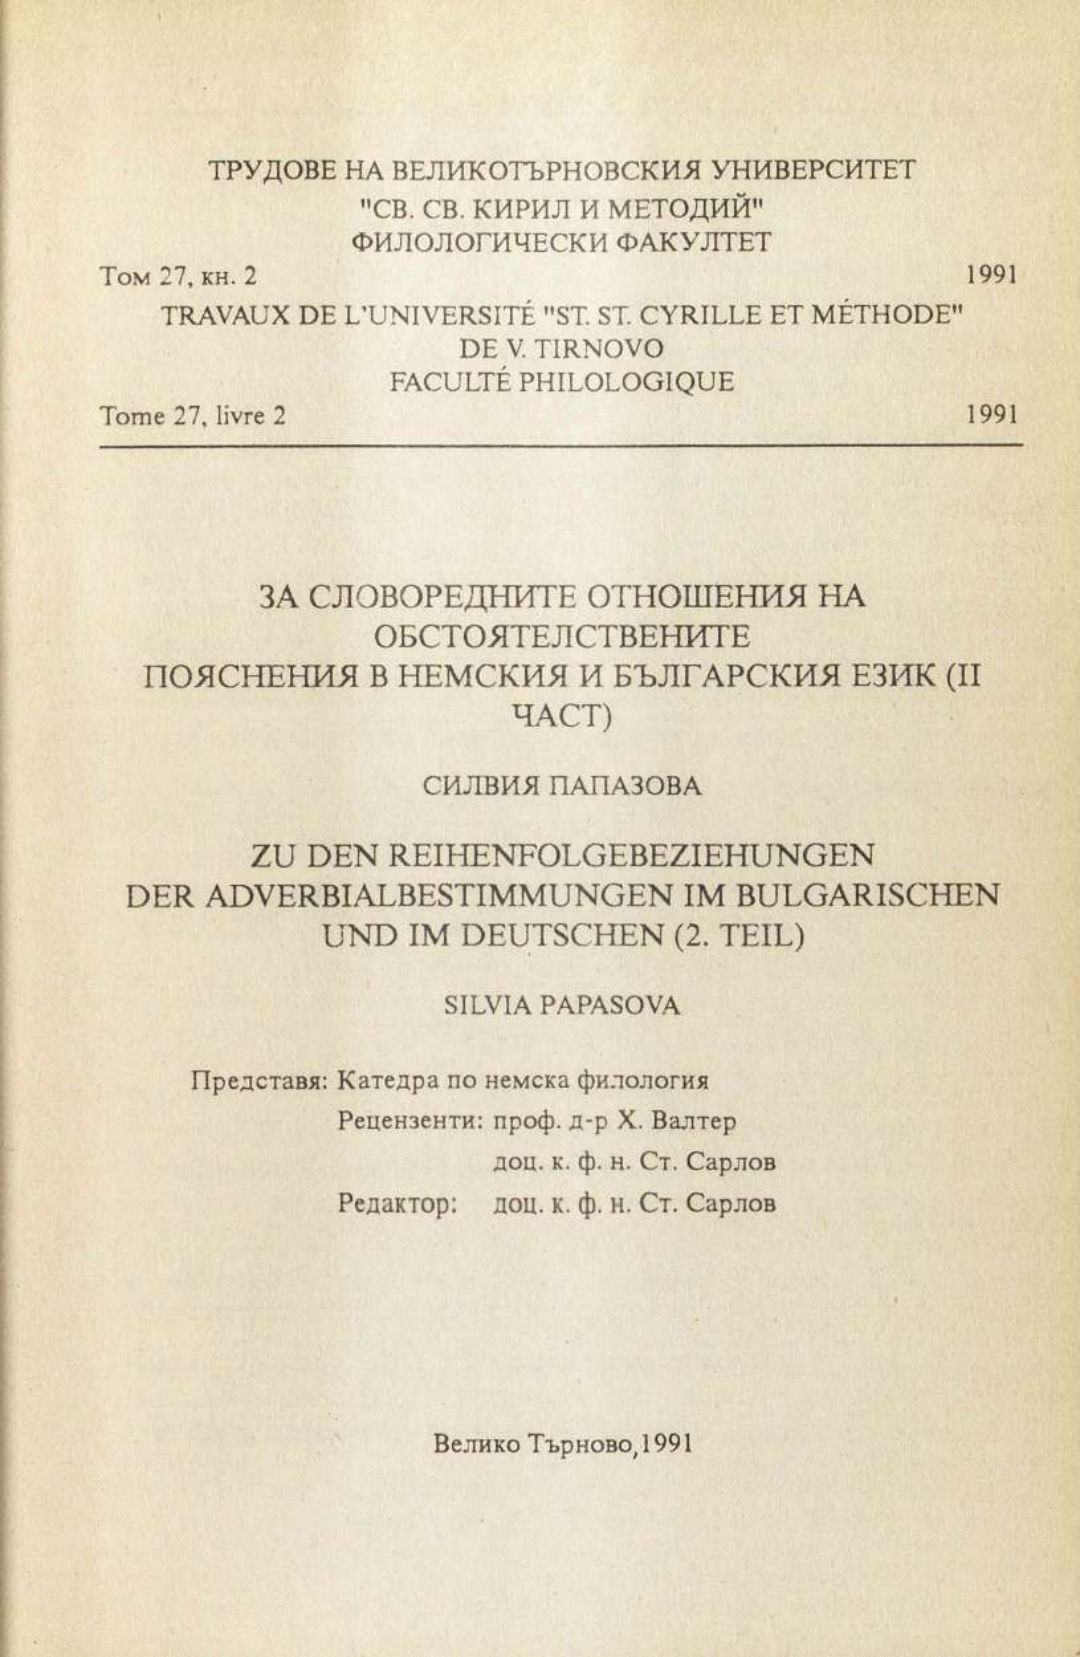 ТРУДОВЕ НА ВЕЛИКОТЪРНОВСКИЯ УНИВЕРСИТЕТ
"СВ. СВ. КИРИЛ И МЕТОДИЙ"
ФИЛОЛОГИЧЕСКИ ФАКУЛТЕТ
Том 27, кн. 2 1991
TRAVAUX DE L'UNIVERSITÉ "ST. ST. CYRILLE ET MÉTHODE"
DE V. TIRNOVO
FACULTÉ PHILOLOGIQUE
Tome 27, livre 2 1991
ЗА СЛОВОРЕДНИТЕ ОТНОШЕНИЯ НА
ОБСТОЯТЕЛСТВЕНИТЕ
ПОЯСНЕНИЯ В НЕМСКИЯ И БЪЛГАРСКИЯ ЕЗИК (II
ЧАСТ)
СИЛВИЯ ПАПАЗОВА
ZU DEN REIHENFOLGEBEZIEHUNGEN
DER ADVERBIALBESTIMMUNGEN IM BULGARISCHEN
UND IM DEUTSCHEN (2. TEIL)
SILVIA PAPASOVA
Представя: Катедра по немска филология
Рецензенти: проф. д-р Х. Валтер
доц. к. ф. н. Ст. Сарлов
Редактор: доц. к. ф. н. Ст. Сарлов
Велико Търново,1991